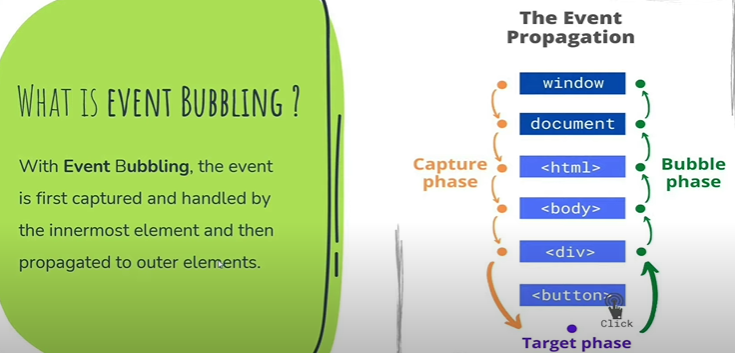 WHAT IS EVENT BUBBLING ?
With Event Bubbling, the event
is first captured and handled by
the innermost element and then
propagated to outer elements.
The Event
Propagation
window
document
<html>
<body>
<div>
<button>
Capture
phase
Bubble
phase
Click
Target phase